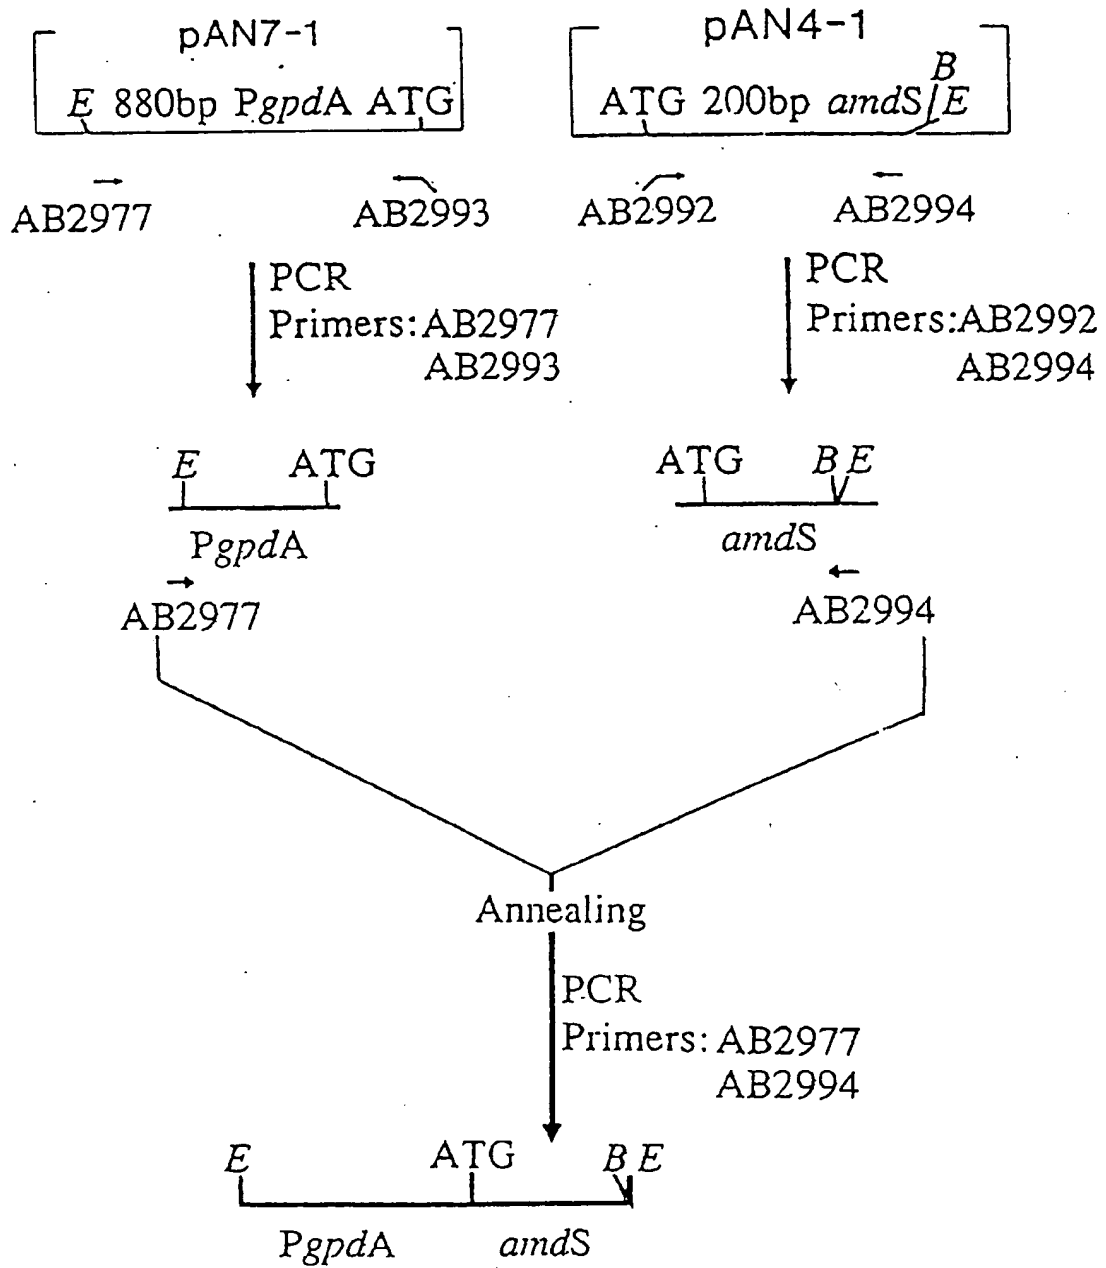 pAN7-1
E 880bp PgpdA ATG
pAN4-1
B
ATG 200bp amdS E
AB2977
AB2993
AB2992
AB2994
PCR
Primers: AB2977
AB2993
PCR
Primers: AB2992
AB2994
E ATG
PgpdA
AB2977
ATG B E
amdS
AB2994
Annealing
PCR
Primers: AB2977
AB2994
E ATG B E
PgpdA amdS